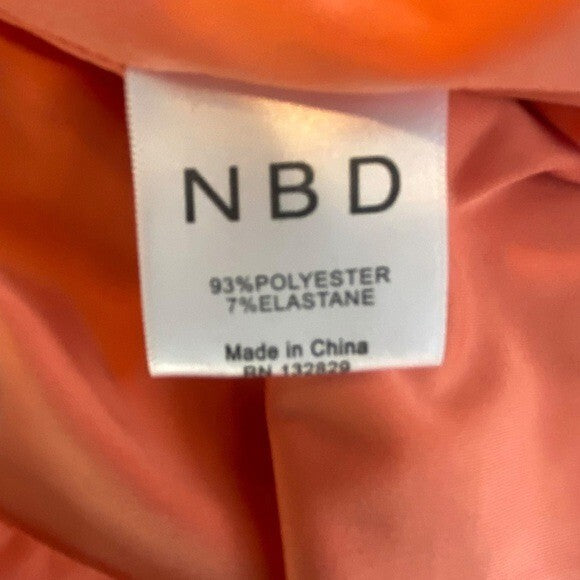 NBD
93%POLYESTER
7%ELASTANE
Made in China
RN 132829